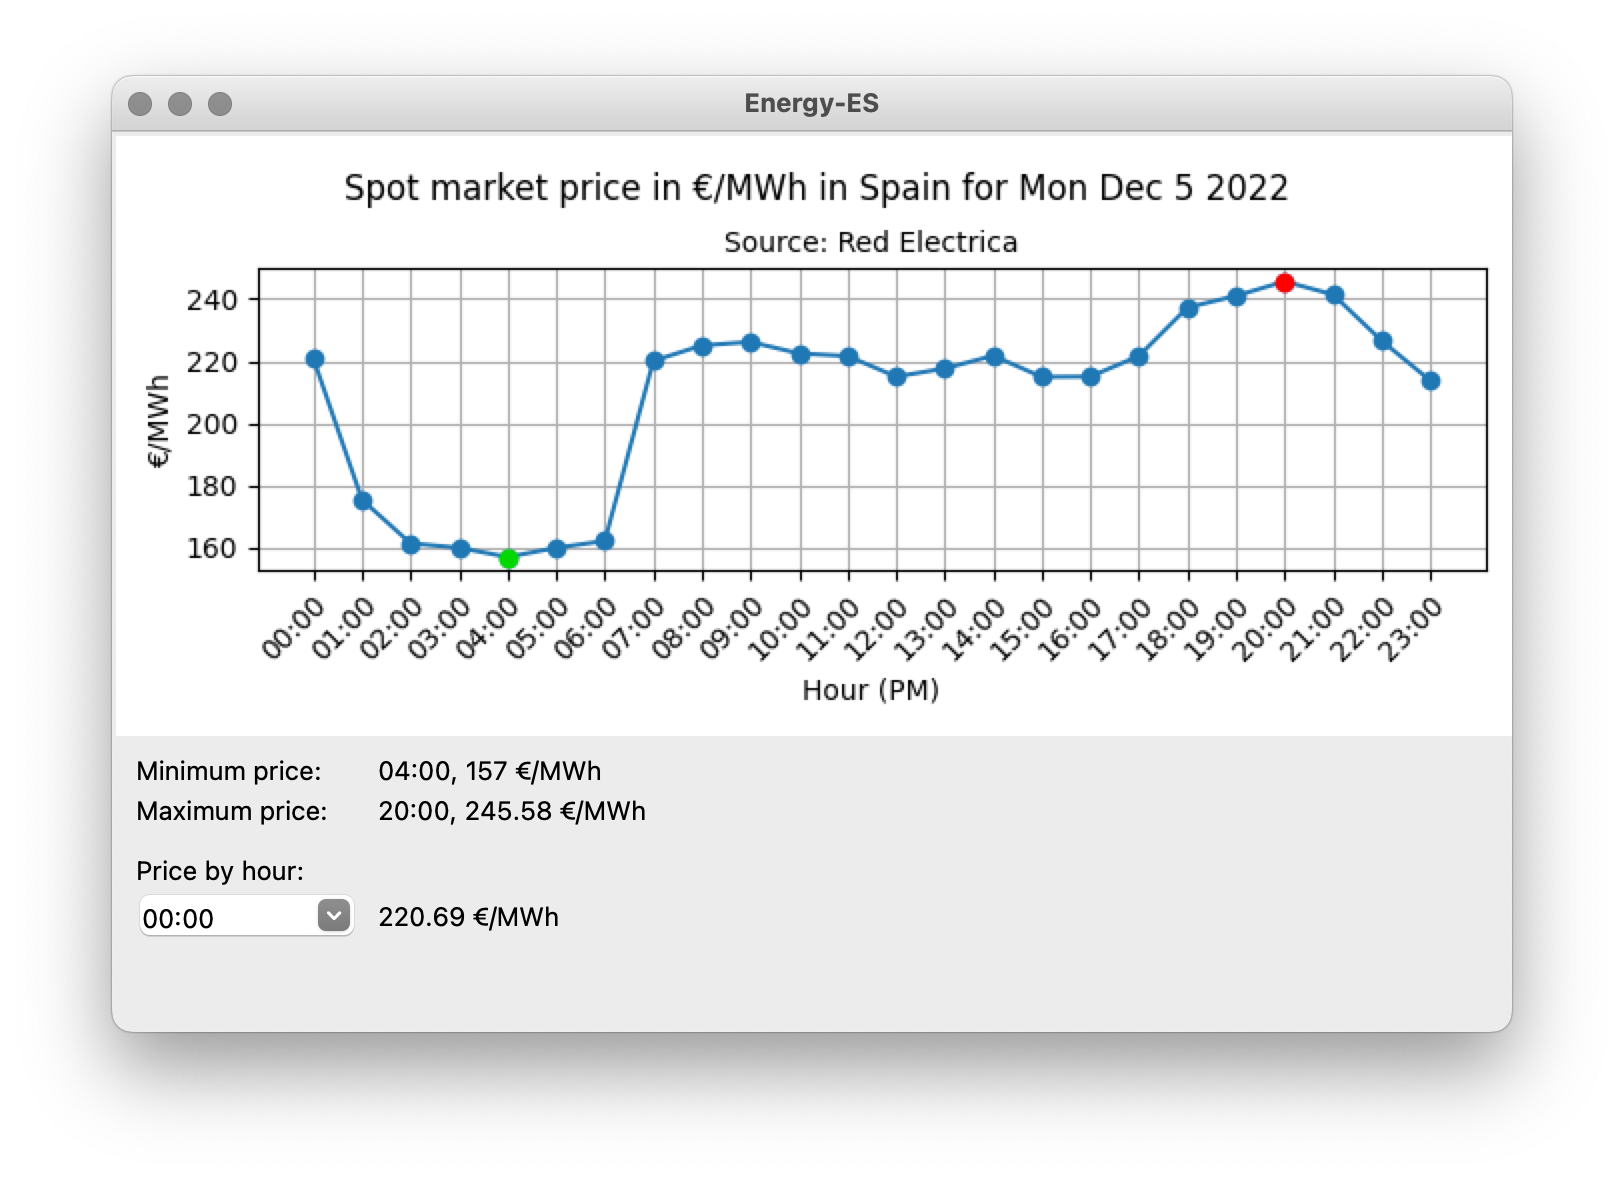 Energy-ES
Spot market price in €/MWh in Spain for Mon Dec 5 2022
Source: Red Electrica
240
220
200
180
160
€/MWh
00:00 01:00 02:00 03:00 04:00 05:00 06:00 07:00 08:00 09:00 10:00 11:00 12:00 13:00 14:00 15:00 16:00 17:00 18:00 19:00 20:00 21:00 22:00 23:00
Hour (PM)
Minimum price: 04:00, 157 €/MWh
Maximum price: 20:00, 245.58 €/MWh
Price by hour:
00:00 220.69 €/MWh